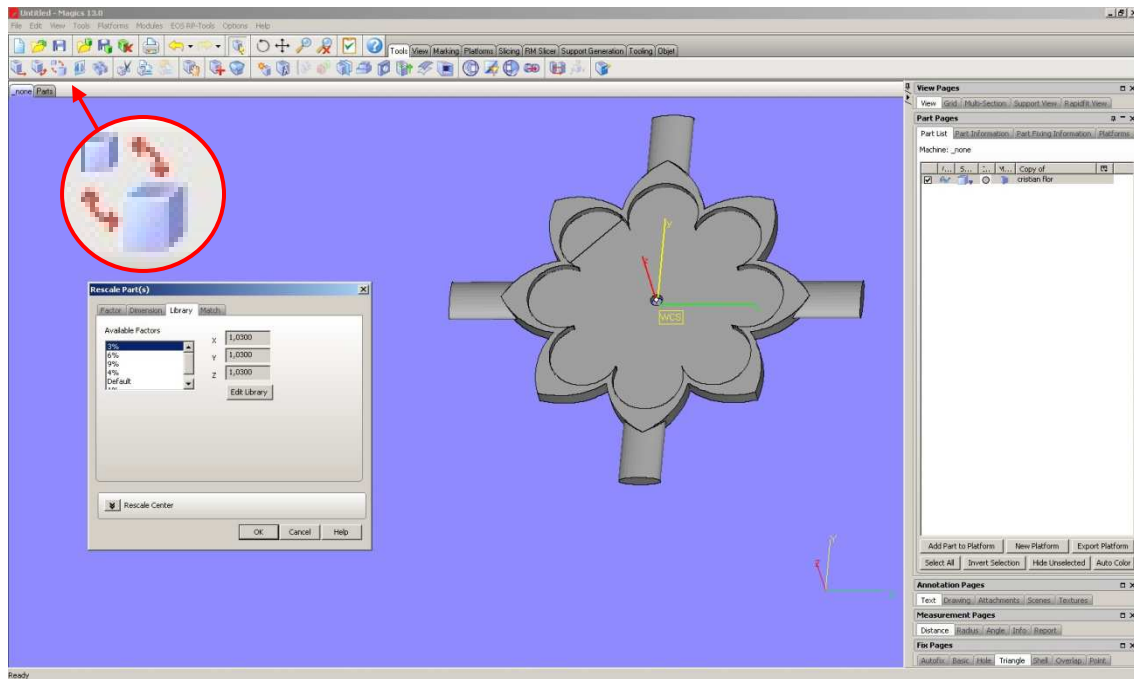 Untitled - Magics 13.0
File Edit View Tools Platforms Modules EOS RP-Tools Options Help
Tools View Marking Platforms Slicing RM Slicer Support Generation Tooling Objet
_none Parts
View Pages
View Grid Multi-Section Support View Rapidfit View
Part Pages
Part List Part Information Part Fixing Information Platforms
Machine: _none
S... M... Copy of
cristian flor
Y
WCS
Rescale Part(s)
Factor Dimension Library Match
Available Factors
3%
6%
9%
4%
Default
X 1,0300
Y 1,0300
Z 1,0300
Edit Library
Rescale Center
OK Cancel Help
Y
Z
Add Part to Platform New Platform Export Platform
Select All Invert Selection Hide Unselected Auto Color
Annotation Pages
Text Drawing Attachments Scenes Textures
Measurement Pages
Distance Radius Angle Info Report
Fix Pages
Autofix Basic Hole Triangle Shell Overlap Point
Ready